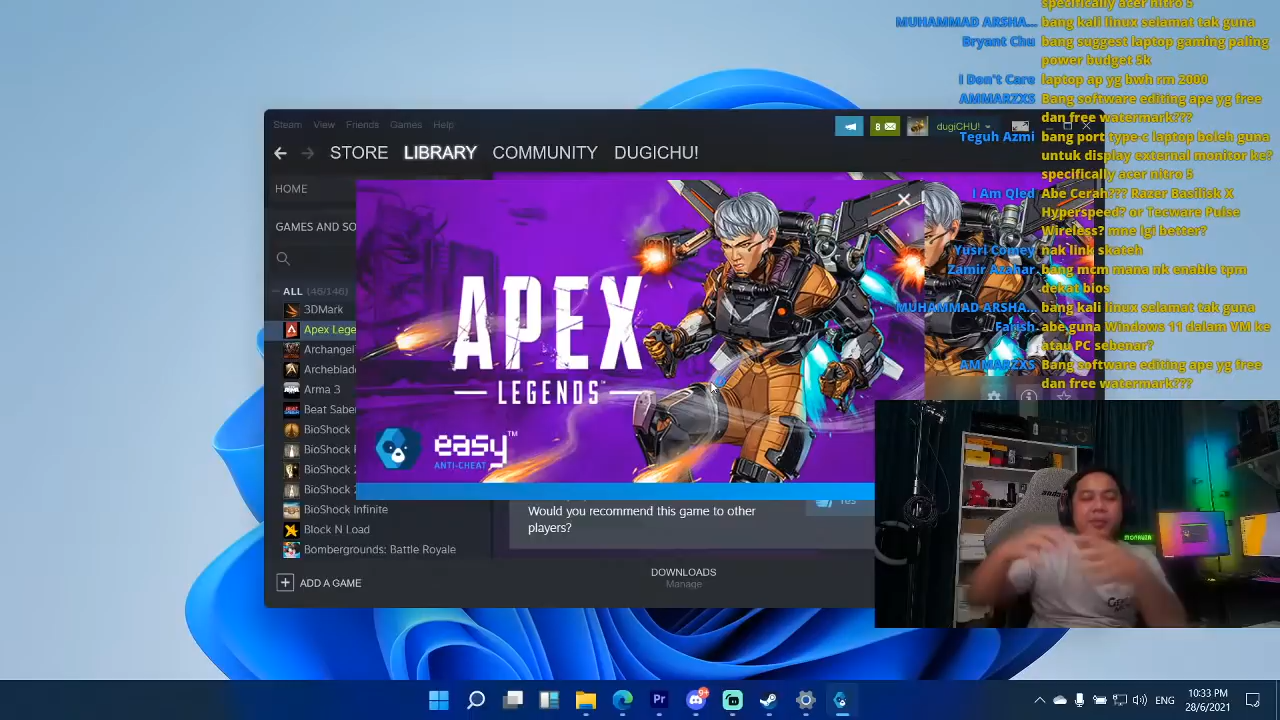 specifically acer nitro 5
MUHAMMAD ARSHA... bang kali linux selamat tak guna
Bryant Chu bang suggest laptop gaming paling
power budget 5k
I Don't Care laptop ap yg bwh rm 2000
AMMARZXS Bang software editing ape yg free
dan free watermark???
Teguh Azmi bang port type-c laptop boleh guna
untuk display external monitor ke?
specifically acer nitro 5
I Am Qled Abe Cerah??? Razer Basilisk X
Hyperspeed? or Tecware Pulse
Wireless? mne lgi better?
Yusri Comey nak link skateh
Zamir Azahar bang mcm mana nk enable tpm
dekat bios
MUHAMMAD ARSHA... bang kali linux selamat tak guna
Farish abe guna Windows 11 dalam VM ke
atau PC sebenar?
AMMARZXS Bang software editing ape yg free
dan free watermark???
Steam View Friends Games Help
8 dugiCHU!
STORE LIBRARY COMMUNITY DUGICHU!
HOME
GAMES AND SO
ALL (46/146)
3DMark
Apex Lege
Archangel
Archeblade
Arma 3
Beat Saber
BioShock
BioShock
BioShock 2
BioShock 2
BioShock Infinite
Block N Load
Bombergrounds: Battle Royale
ADD A GAME
APEX
LEGENDS™
easy™
ANTI-CHEAT
Yes
Would you recommend this game to other
players?
DOWNLOADS
Manage
9+
Pr
ENG
10:33 PM
28/6/2021